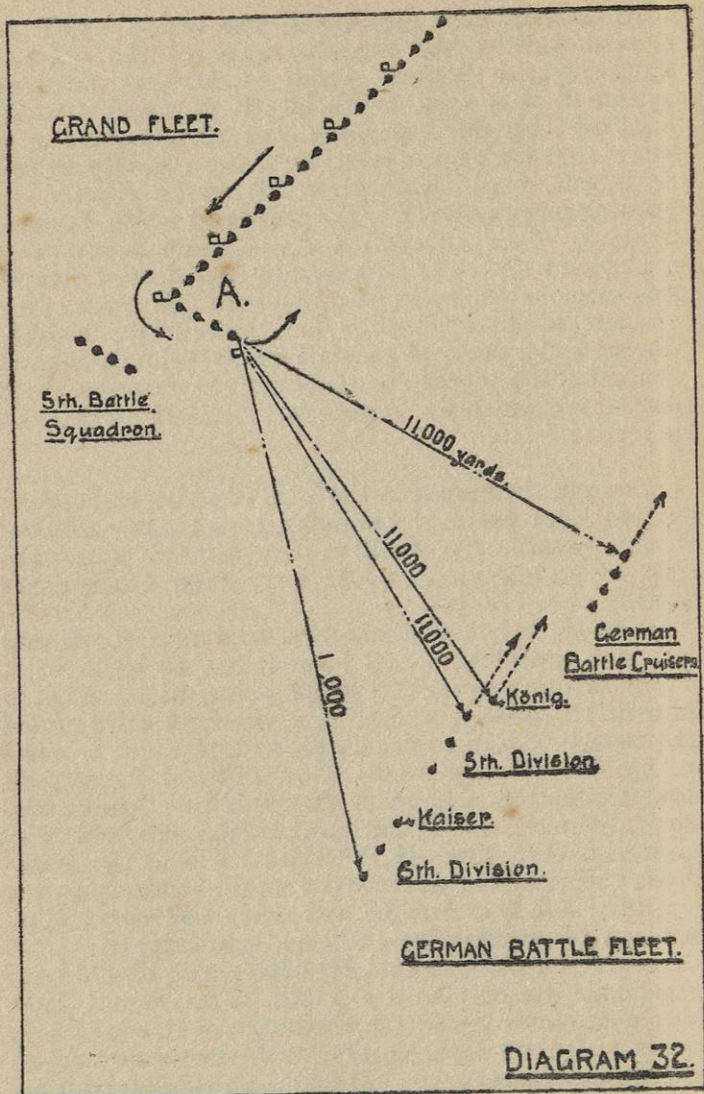 GRAND FLEET.
A.
5th. Battle
Squadron.
11,000 yards.
11,000
11,000
1 ,000
German
Battle Cruisers.
König.
5th. Division
Kaiser.
6th. Division.
GERMAN BATTLE FLEET.
DIAGRAM 32.